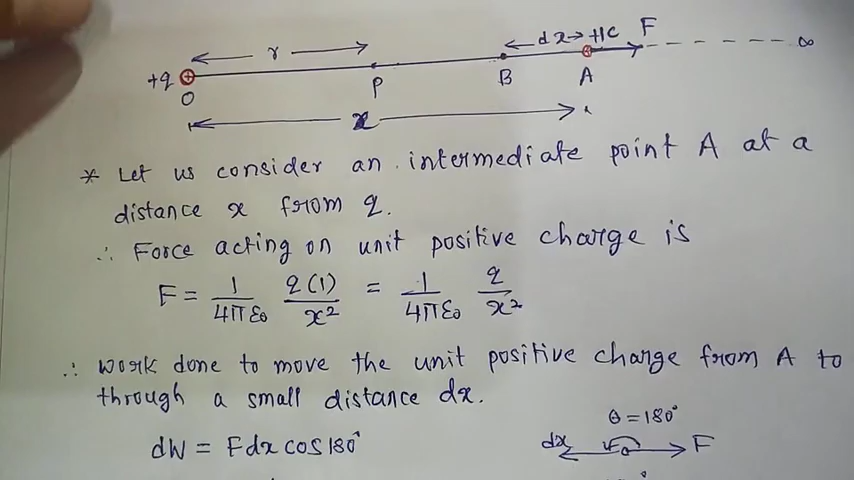 r dx→ +1C F
+q O P B A ∞
x
* Let us consider an intermediate point A at a
distance x from q.
∴ Force acting on unit positive charge is
F = 1/4πε₀ q(1)/x² = 1/4πε₀ q/x²
∴ work done to move the unit positive charge from A to
through a small distance dx.
θ = 180°
dW = Fdx cos 180° dx F